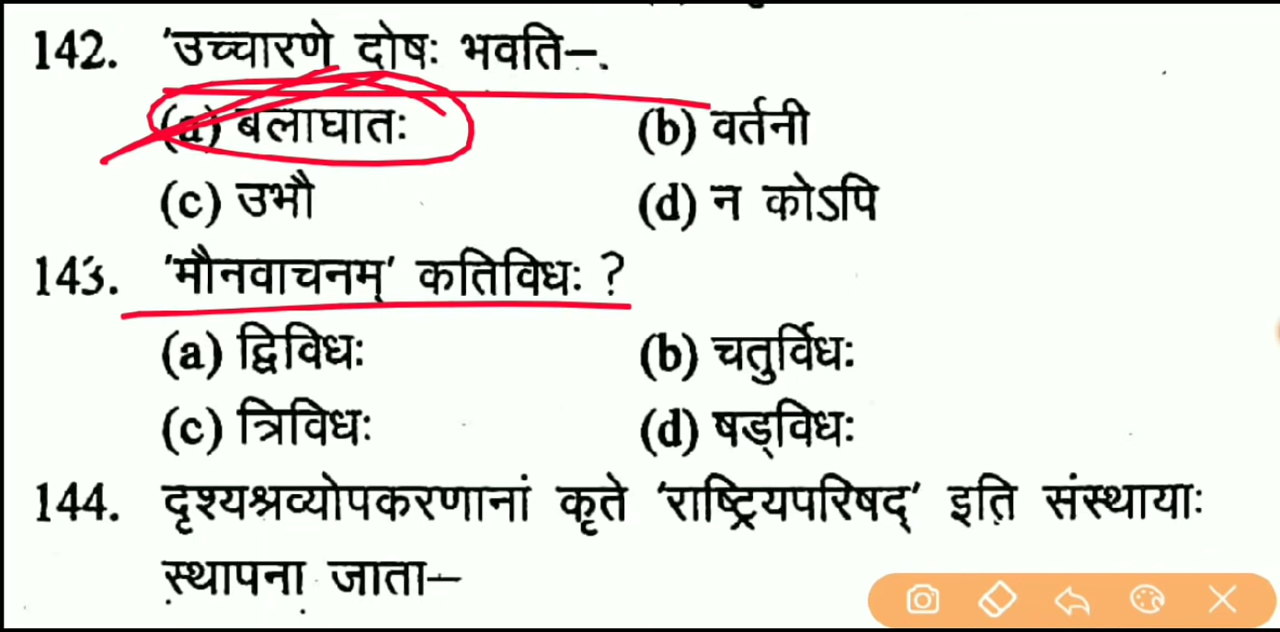 142. 'उच्चारणे दोषः भवति–.
(a) बलाघातः (b) वर्तनी
(c) उभौ (d) न कोऽपि
143. 'मौनवाचनम्' कतिविधः ?
(a) द्विविधः (b) चतुर्विधः
(c) त्रिविधः (d) षड्विधः
144. दृश्यश्रव्योपकरणानां कृते 'राष्ट्रियपरिषद्' इति संस्थायाः
स्थापना जाता–